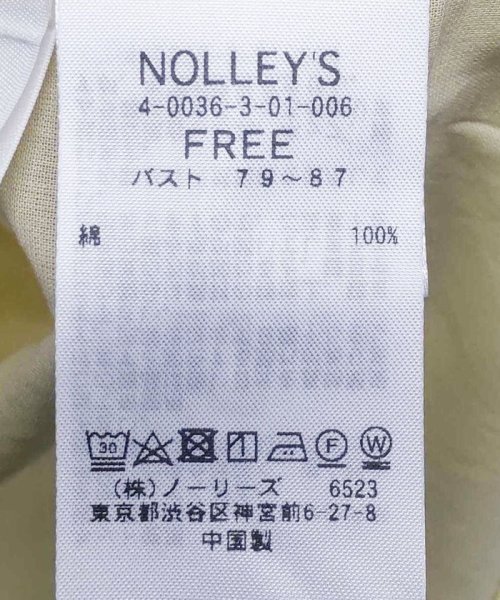 NOLLEY'S
4-0036-3-01-006
FREE
バスト 79～87
綿 100%
30 F W
(株)ノーリーズ 6523
東京都渋谷区神宮前6-27-8
中国製